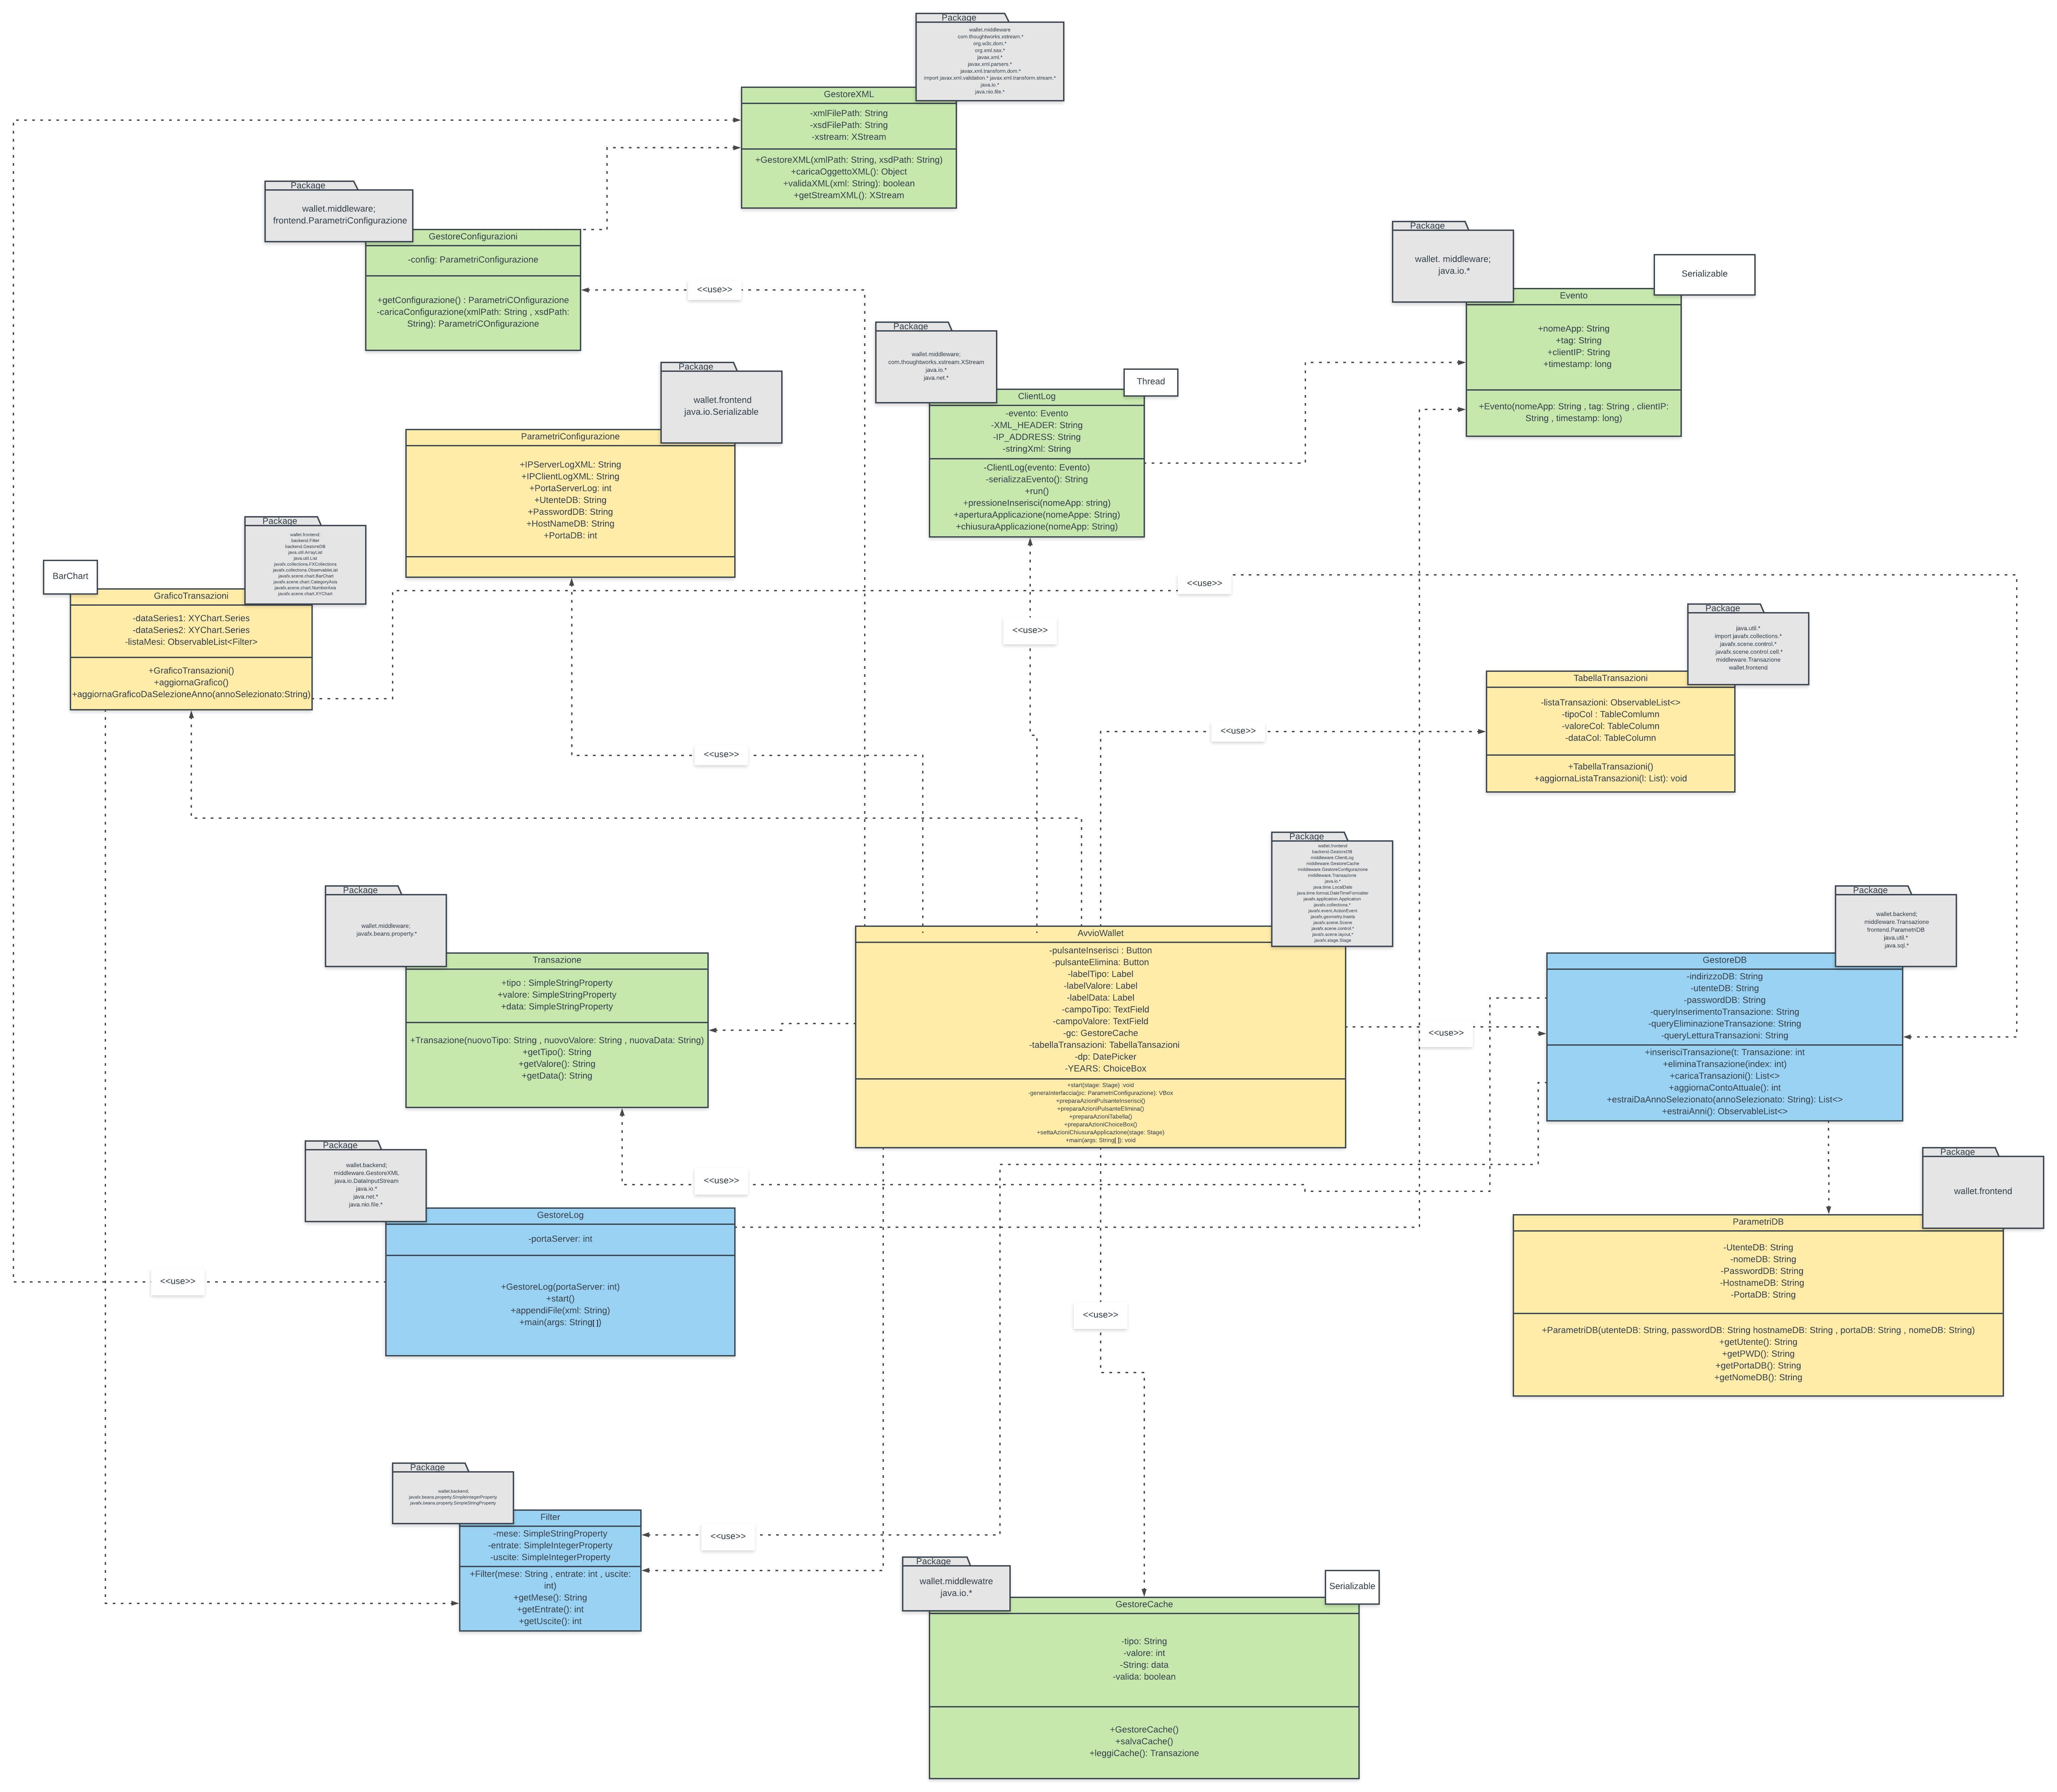 Package
wallet.middleware
com.thoughtworks.xstream.*
org.w3c.dom.*
org.xml.sax.*
javax.xml.*
javax.xml.parsers.*
javax.xml.transform.dom.*
import javax.xml.validation.* javax.xml.transform.stream.*
java.io.*
java.nio.file.*
GestoreXML
-xmlFilePath: String
-xsdFilePath: String
-xstream: XStream
+GestoreXML(xmlPath: String, xsdPath: String)
+caricaOggettoXML(): Object
+validaXML(xml: String): boolean
+getStreamXML(): XStream
Package
wallet.middleware;
frontend.ParametriConfigurazione
GestoreConfigurazioni
-config: ParametriConfigurazione
+getConfigurazione() : ParametriCOnfigurazione
-caricaConfigurazione(xmlPath: String , xsdPath:
String): ParametriCOnfigurazione
<<use>>
Package
wallet. middleware;
java.io.*
Serializable
Evento
+nomeApp: String
+tag: String
+clientIP: String
+timestamp: long
+Evento(nomeApp: String , tag: String , clientIP:
String , timestamp: long)
Package
wallet.middleware;
com.thoughtworks.xstream.XStream
java.io.*
java.net.*
Thread
ClientLog
-evento: Evento
-XML_HEADER: String
-IP_ADDRESS: String
-stringXml: String
-ClientLog(evento: Evento)
-serializzaEvento(): String
+run()
+pressioneInserisci(nomeApp: string)
+aperturaApplicazione(nomeAppe: String)
+chiusuraApplicazione(nomeApp: String)
Package
wallet.frontend
java.io.Serializable
ParametriConfigurazione
+IPServerLogXML: String
+IPClientLogXML: String
+PortaServerLog: int
+UtenteDB: String
+PasswordDB: String
+HostNameDB: String
+PortaDB: int
Package
wallet.frontend;
backend.Filter
backend.GestoreDB
java.util.ArrayList
java.util.List
javafx.collections.FXCollections
javafx.collections.ObservableList
javafx.scene.chart.BarChart
javafx.scene.chart.CategoryAxis
javafx.scene.chart.NumberAxis
javafx.scene.chart.XYChart
BarChart
GraficoTransazioni
-dataSeries1: XYChart.Series
-dataSeries2: XYChart.Series
-listaMesi: ObservableList<Filter>
+GraficoTransazioni()
+aggiornaGrafico()
+aggiornaGraficoDaSelezioneAnno(annoSelezionato:String)
<<use>>
<<use>>
Package
java.util.*
import javafx.collections.*
javafx.scene.control.*
javafx.scene.control.cell.*
middleware.Transazione
wallet.frontend
TabellaTransazioni
-listaTransazioni: ObservableList<>
-tipoCol : TableComlumn
-valoreCol: TableColumn
-dataCol: TableColumn
+TabellaTransazioni()
+aggiornaListaTransazioni(l: List): void
<<use>>
<<use>>
Package
wallet.frontend
backend.GestoreDB
middleware.ClientLog
middleware.GestoreCache
middleware.GestoreConfigurazione
middleware.Transazione
java.io.*
java.time.LocalDate
java.time.format.DateTimeFormatter
javafx.application.Application
javafx.collections.*
javafx.event.ActionEvent
javafx.geometry.Insets
javafx.scene.Scene
javafx.scene.control.*
javafx.scene.layout.*
javafx.stage.Stage
AvvioWallet
-pulsanteInserisci : Button
-pulsanteElimina: Button
-labelTipo: Label
-labelValore: Label
-labelData: Label
-campoTipo: TextField
-campoValore: TextField
-gc: GestoreCache
-tabellaTransazioni: TabellaTansazioni
-dp: DatePicker
-YEARS: ChoiceBox
+start(stage: Stage) :void
-generaInterfaccia(pc: ParametriConfigurazione): VBox
+preparaAzioniPulsanteInserisci()
+preparaAzioniPulsanteElimina()
+preparaAzioniTabella()
+preparaAzioniChoiceBox()
+settaAzioniChiusuraApplicazione(stage: Stage)
+main(args: String[ ]): void
Package
wallet.middleware;
javafx.beans.property.*
Transazione
+tipo : SimpleStringProperty
+valore: SimpleStringProperty
+data: SimpleStringProperty
+Transazione(nuovoTipo: String , nuovoValore: String , nuovaData: String)
+getTipo(): String
+getValore(): String
+getData(): String
Package
wallet.backend;
middleware.Transazione
frontend.ParametriDB
java.util.*
java.sql.*
GestoreDB
-indirizzoDB: String
-utenteDB: String
-passwordDB: String
-queryInserimentoTransazione: String
-queryEliminazioneTransazione: String
-queryLetturaTransazioni: String
+inserisciTransazione(t: Transazione: int
+eliminaTransazione(index: int)
+caricaTransazioni(): List<>
+aggiornaContoAttuale(): int
+estraiDaAnnoSelezionato(annoSelezionato: String): List<>
+estraiAnni(): ObservableList<>
<<use>>
<<use>>
Package
wallet.backend;
middleware.GestoreXML
java.io.DataInputStream
java.io.*
java.net.*
java.nio.file.*
GestoreLog
-portaServer: int
+GestoreLog(portaServer: int)
+start()
+appendiFile(xml: String)
+main(args: String[ ])
<<use>>
<<use>>
Package
wallet.frontend
ParametriDB
-UtenteDB: String
-nomeDB: String
-PasswordDB: String
-HostnameDB: String
-PortaDB: String
+ParametriDB(utenteDB: String, passwordDB: String hostnameDB: String , portaDB: String , nomeDB: String)
+getUtente(): String
+getPWD(): String
+getPortaDB(): String
+getNomeDB(): String
Package
wallet.backend;
javafx.beans.property.SimpleIntegerProperty
javafx.beans.property.SimpleStringProperty
Filter
-mese: SimpleStringProperty
-entrate: SimpleIntegerProperty
-uscite: SimpleIntegerProperty
+Filter(mese: String , entrate: int , uscite:
int)
+getMese(): String
+getEntrate(): int
+getUscite(): int
<<use>>
Package
wallet.middlewatre
java.io.*
Serializable
GestoreCache
-tipo: String
-valore: int
-String: data
-valida: boolean
+GestoreCache()
+salvaCache()
+leggiCache(): Transazione